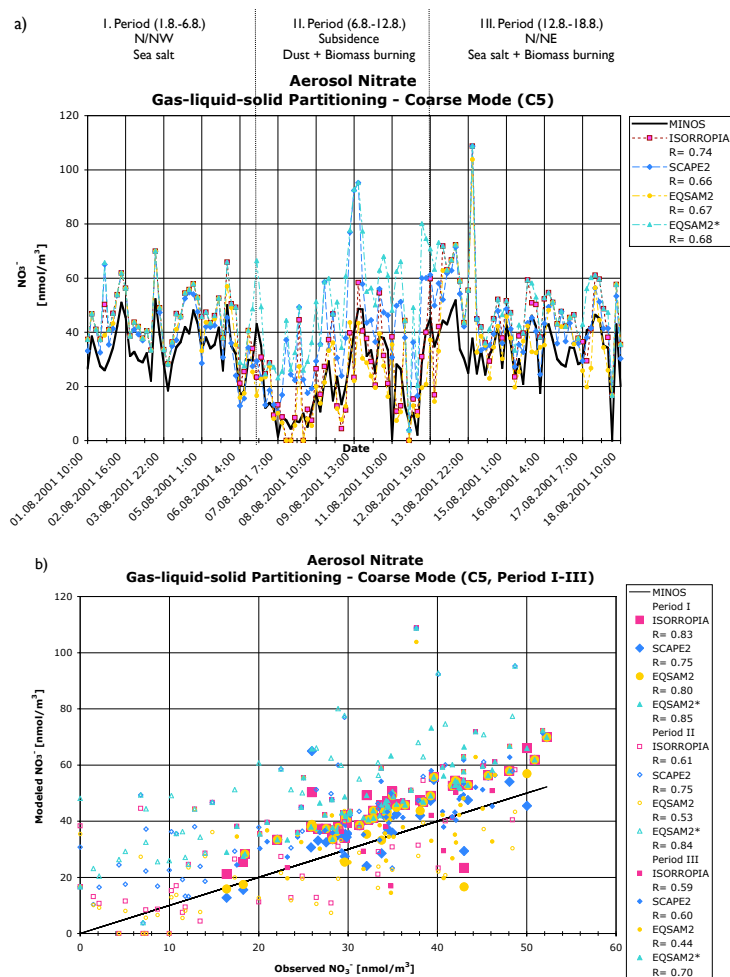 a)
I. Period (1.8.-6.8.)
N/NW
Sea salt
II. Period (6.8.-12.8.)
Subsidence
Dust + Biomass burning
III. Period (12.8.-18.8.)
N/NE
Sea salt + Biomass burning
Aerosol Nitrate
Gas-liquid-solid Partitioning - Coarse Mode (C5)
120
100
80
60
40
20
0
NO₃⁻
[nmol/m³]
Date
01.08.2001 10:00
02.08.2001 16:00
03.08.2001 22:00
05.08.2001 1:00
06.08.2001 4:00
07.08.2001 7:00
08.08.2001 10:00
09.08.2001 13:00
11.08.2001 10:00
12.08.2001 19:00
13.08.2001 22:00
15.08.2001 1:00
16.08.2001 4:00
17.08.2001 7:00
18.08.2001 10:00
MINOS
ISORROPIA
R= 0.74
SCAPE2
R= 0.66
EQSAM2
R= 0.67
EQSAM2*
R= 0.68
b)
Aerosol Nitrate
Gas-liquid-solid Partitioning - Coarse Mode (C5, Period I-III)
120
100
80
60
40
20
0
Modeled NO₃⁻ [nmol/m³]
0
10
20
30
40
50
60
Observed NO₃⁻ [nmol/m³]
MINOS
Period I
ISORROPIA
R= 0.83
SCAPE2
R= 0.75
EQSAM2
R= 0.80
EQSAM2*
R= 0.85
Period II
ISORROPIA
R= 0.61
SCAPE2
R= 0.75
EQSAM2
R= 0.53
EQSAM2*
R= 0.84
Period III
ISORROPIA
R= 0.59
SCAPE2
R= 0.60
EQSAM2
R= 0.44
EQSAM2*
R= 0.70